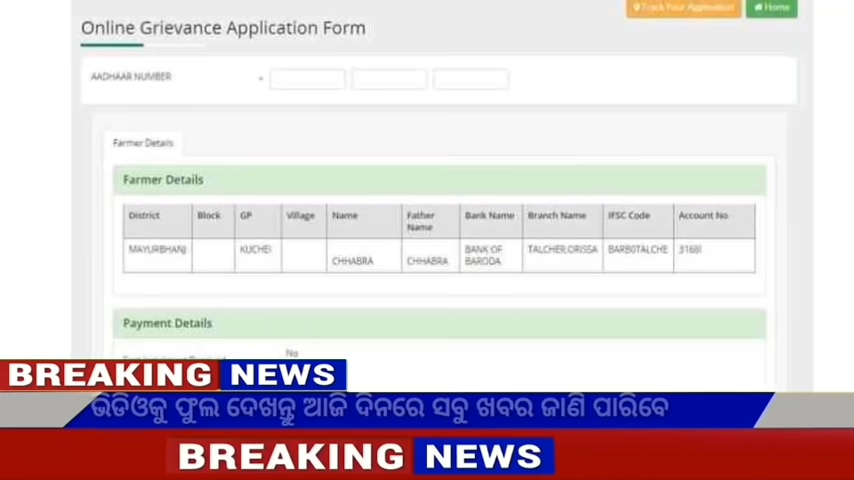 Track Your Application
Home
Online Grievance Application Form
AADHAAR NUMBER
Farmer Details
Farmer Details
District Block GP Village Name Father Name Bank Name Branch Name IFSC Code Account No
MAYURBHANJ KUCHEI CHHABRA CHHABRA BANK OF BARODA TALCHER,ORISSA BARB0TALCHE
Payment Details
No
BREAKING NEWS
ଭିଡିଓକୁ ଫୁଲ ଦେଖନ୍ତୁ ଆଜି ଦିନରେ ସବୁ ଖବର ଜାଣି ପାରିବେ
BREAKING NEWS